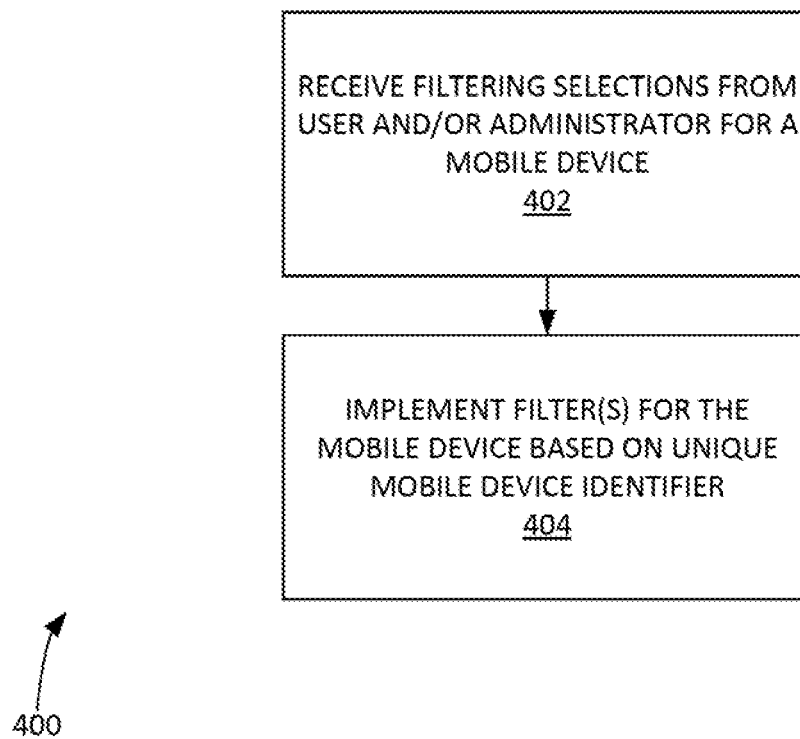 RECEIVE FILTERING SELECTIONS FROM
USER AND/OR ADMINISTRATOR FOR A
MOBILE DEVICE
402
IMPLEMENT FILTER(S) FOR THE
MOBILE DEVICE BASED ON UNIQUE
MOBILE DEVICE IDENTIFIER
404
400